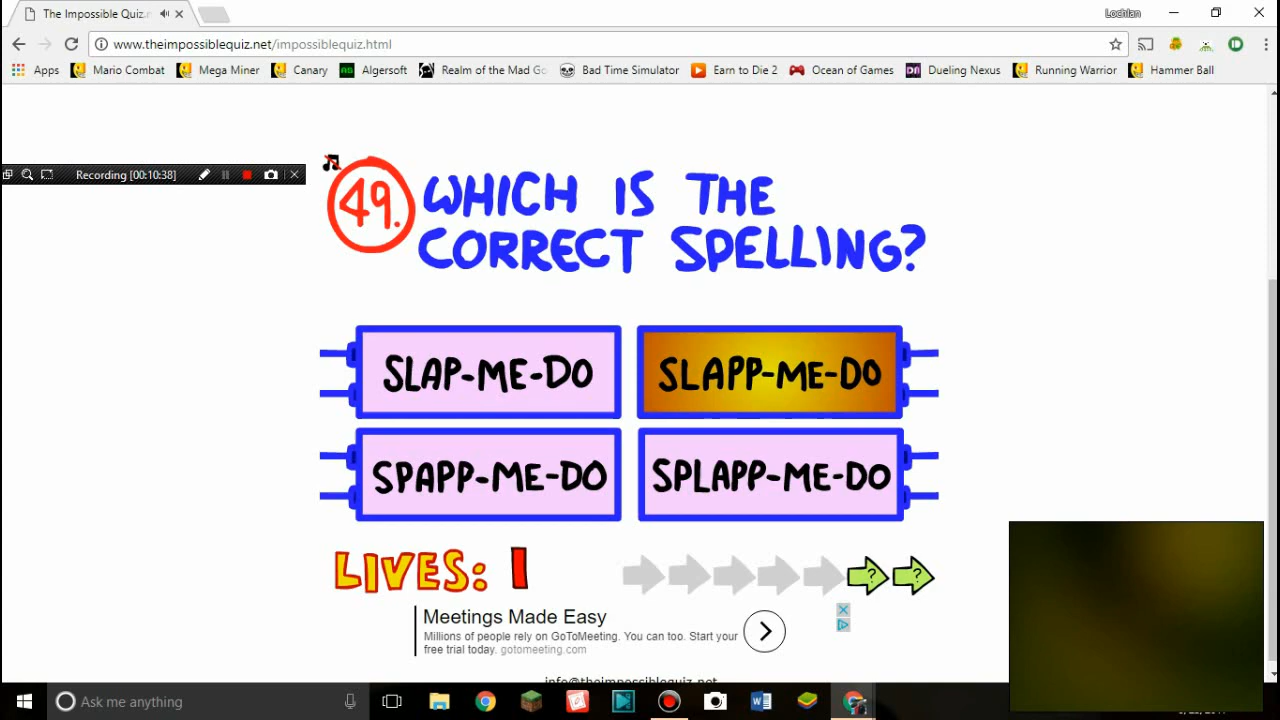 The Impossible Quiz.n
Lochlan
www.theimpossiblequiz.net/impossiblequiz.html
Apps Mario Combat Mega Miner Canary Algersoft Realm of the Mad Go Bad Time Simulator Earn to Die 2 Ocean of Games Dueling Nexus Running Warrior Hammer Ball
Recording [00:10:38]
49. WHICH IS THE
CORRECT SPELLING?
SLAP-ME-DO SLAPP-ME-DO
SPAPP-ME-DO SPLAPP-ME-DO
LIVES: 1 ? ?
Meetings Made Easy
Millions of people rely on GoToMeeting. You can too. Start your
free trial today. gotomeeting.com
info@theimpossiblequiz.net
Ask me anything